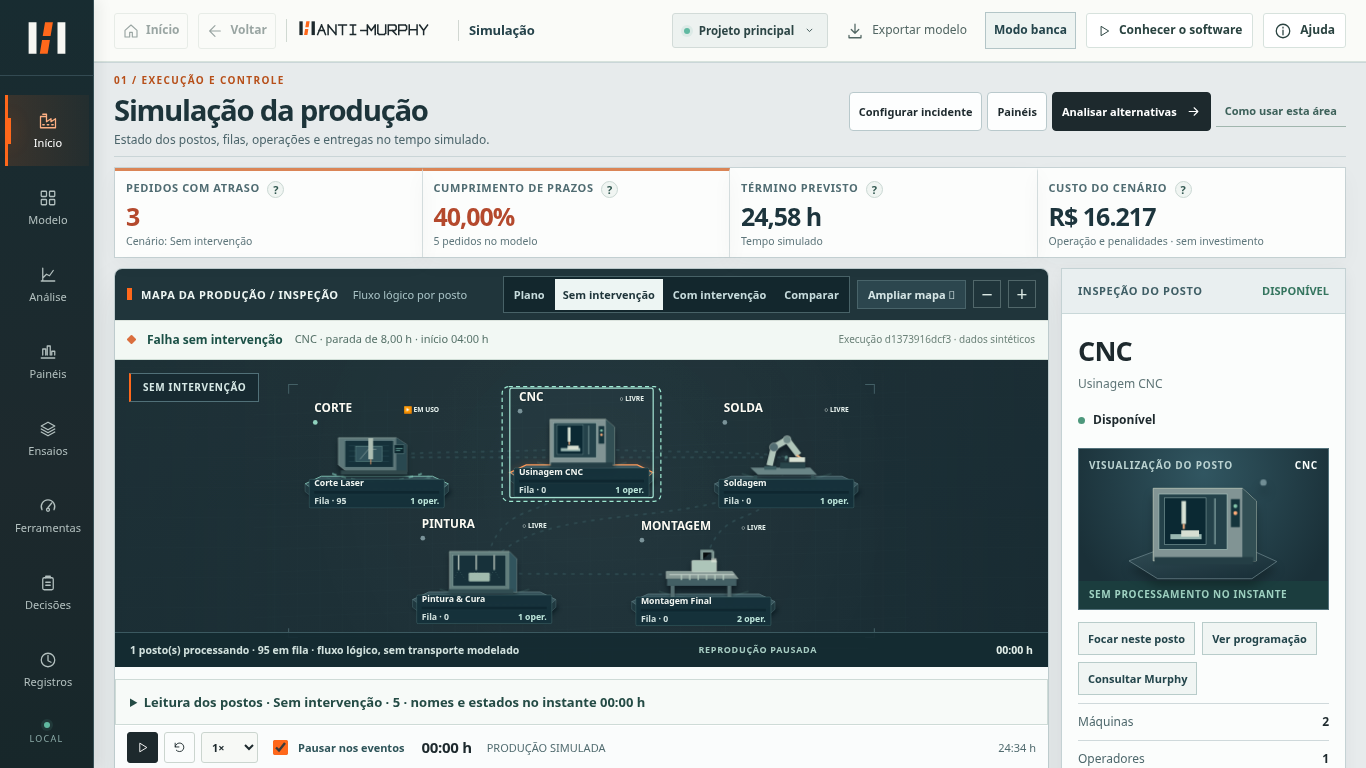 Início
Voltar
ANTI-MURPHY
Simulação
Projeto principal
Exportar modelo
Modo banca
Conhecer o software
Ajuda
Início
Modelo
Análise
Painéis
Ensaios
Ferramentas
Decisões
Registros
LOCAL
01 / EXECUÇÃO E CONTROLE
Simulação da produção
Estado dos postos, filas, operações e entregas no tempo simulado.
Configurar incidente
Painéis
Analisar alternativas →
Como usar esta área
PEDIDOS COM ATRASO ?
3
Cenário: Sem intervenção
CUMPRIMENTO DE PRAZOS ?
40,00%
5 pedidos no modelo
TÉRMINO PREVISTO ?
24,58 h
Tempo simulado
CUSTO DO CENÁRIO ?
R$ 16.217
Operação e penalidades · sem investimento
MAPA DA PRODUÇÃO / INSPEÇÃO
Fluxo lógico por posto
Plano
Sem intervenção
Com intervenção
Comparar
Ampliar mapa
−
+
Falha sem intervenção
CNC · parada de 8,00 h · início 04:00 h
Execução d1373916dcf3 · dados sintéticos
SEM INTERVENÇÃO
CORTE
EM USO
Corte Laser
Fila · 95
1 oper.
CNC
LIVRE
Usinagem CNC
Fila · 0
1 oper.
SOLDA
LIVRE
Soldagem
Fila · 0
1 oper.
PINTURA
LIVRE
Pintura & Cura
Fila · 0
1 oper.
MONTAGEM
LIVRE
Montagem Final
Fila · 0
2 oper.
1 posto(s) processando · 95 em fila · fluxo lógico, sem transporte modelado
REPRODUÇÃO PAUSADA
00:00 h
Leitura dos postos · Sem intervenção · 5 · nomes e estados no instante 00:00 h
1×
Pausar nos eventos
00:00 h
PRODUÇÃO SIMULADA
24:34 h
INSPEÇÃO DO POSTO
DISPONÍVEL
CNC
Usinagem CNC
Disponível
VISUALIZAÇÃO DO POSTO
CNC
SEM PROCESSAMENTO NO INSTANTE
Focar neste posto
Ver programação
Consultar Murphy
Máquinas
2
Operadores
1